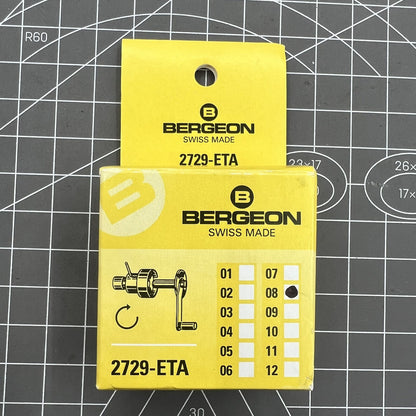 R60
B
BERGEON
SWISS MADE
2729-ETA
23×17
26×
17×
B
B
BERGEON
SWISS MADE
01 07
02 08
03 09
04 10
05 11
06 12
2729-ETA
30